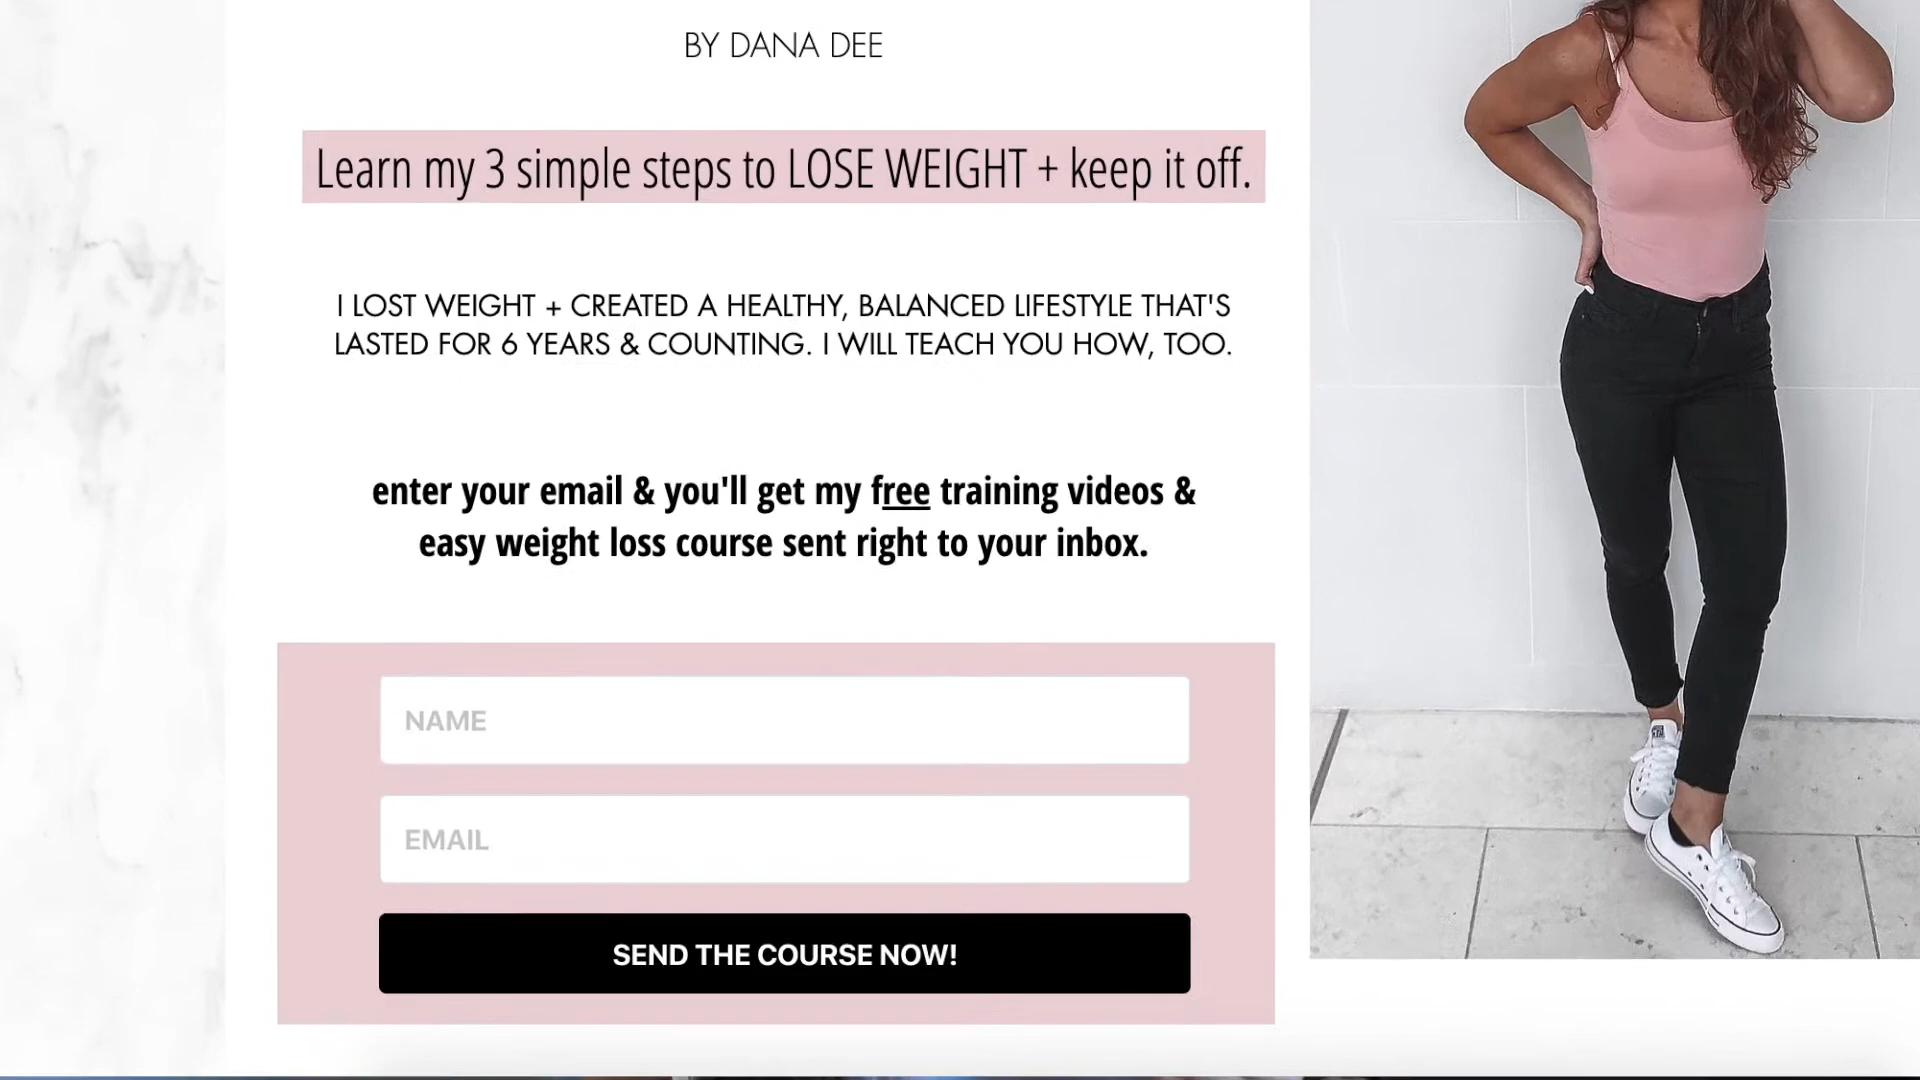 BY DANA DEE
Learn my 3 simple steps to LOSE WEIGHT + keep it off.
I LOST WEIGHT + CREATED A HEALTHY, BALANCED LIFESTYLE THAT'S
LASTED FOR 6 YEARS & COUNTING. I WILL TEACH YOU HOW, TOO.
enter your email & you'll get my free training videos &
easy weight loss course sent right to your inbox.
NAME
EMAIL
SEND THE COURSE NOW!